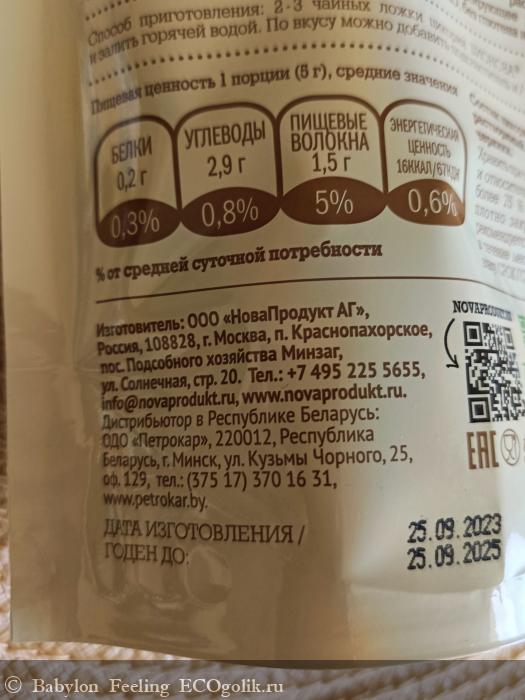 Способ приготовления: 2-3 чайных ложки
и залить горячей водой. По вкусу можно добавить
Пищевая ценность 1 порции (5 г), средние значения
БЕЛКИ
0,2 г
0,3%
УГЛЕВОДЫ
2,9 г
0,8%
ПИЩЕВЫЕ
ВОЛОКНА
1,5 г
5%
ЭНЕРГЕТИЧЕСКАЯ
ЦЕННОСТЬ
16ККАЛ/67КДЖ
0,6%
% от средней суточной потребности
Изготовитель: ООО «НоваПродукт АГ»,
Россия, 108828, г. Москва, п. Краснопахорское,
пос. Подсобного хозяйства Минзаг,
ул. Солнечная, стр. 20. Тел.: +7 495 225 5655,
info@novaprodukt.ru, www.novaprodukt.ru.
Дистрибьютор в Республике Беларусь:
ОДО «Петрокар», 220012, Республика
Беларусь, г. Минск, ул. Кузьмы Чорного, 25,
оф. 129, тел.: (375 17) 370 16 31,
www.petrokar.by.
NOVAPRODUKT.RU
EAC
ДАТА ИЗГОТОВЛЕНИЯ /
ГОДЕН ДО:
25.09.2023
25.09.2025
© Babylon Feeling ECOgolik.ru